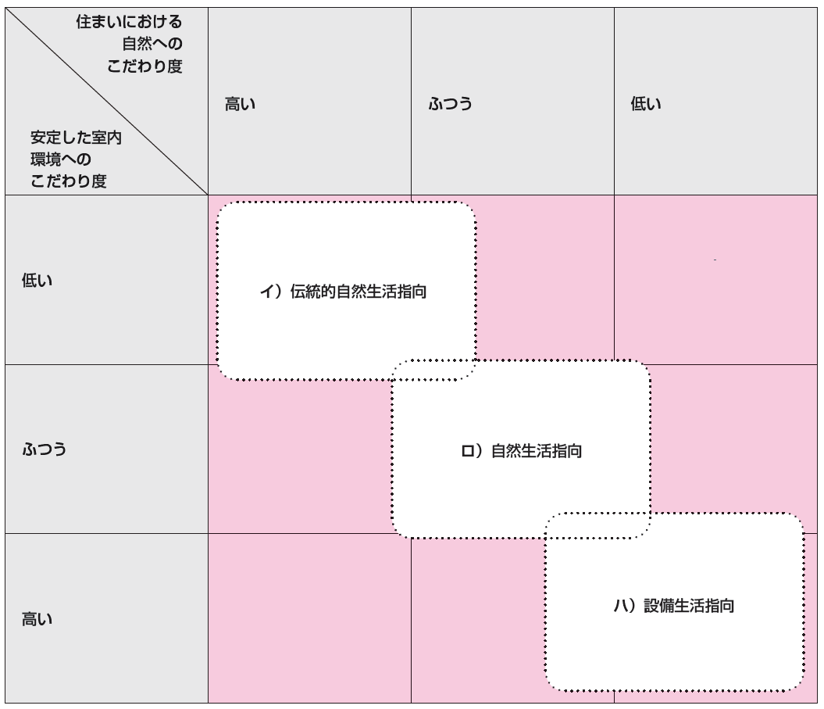 住まいにおける
自然への
こだわり度
安定した室内
環境への
こだわり度
高い
ふつう
低い
低い
イ）伝統的自然生活指向
ふつう
ロ）自然生活指向
高い
ハ）設備生活指向